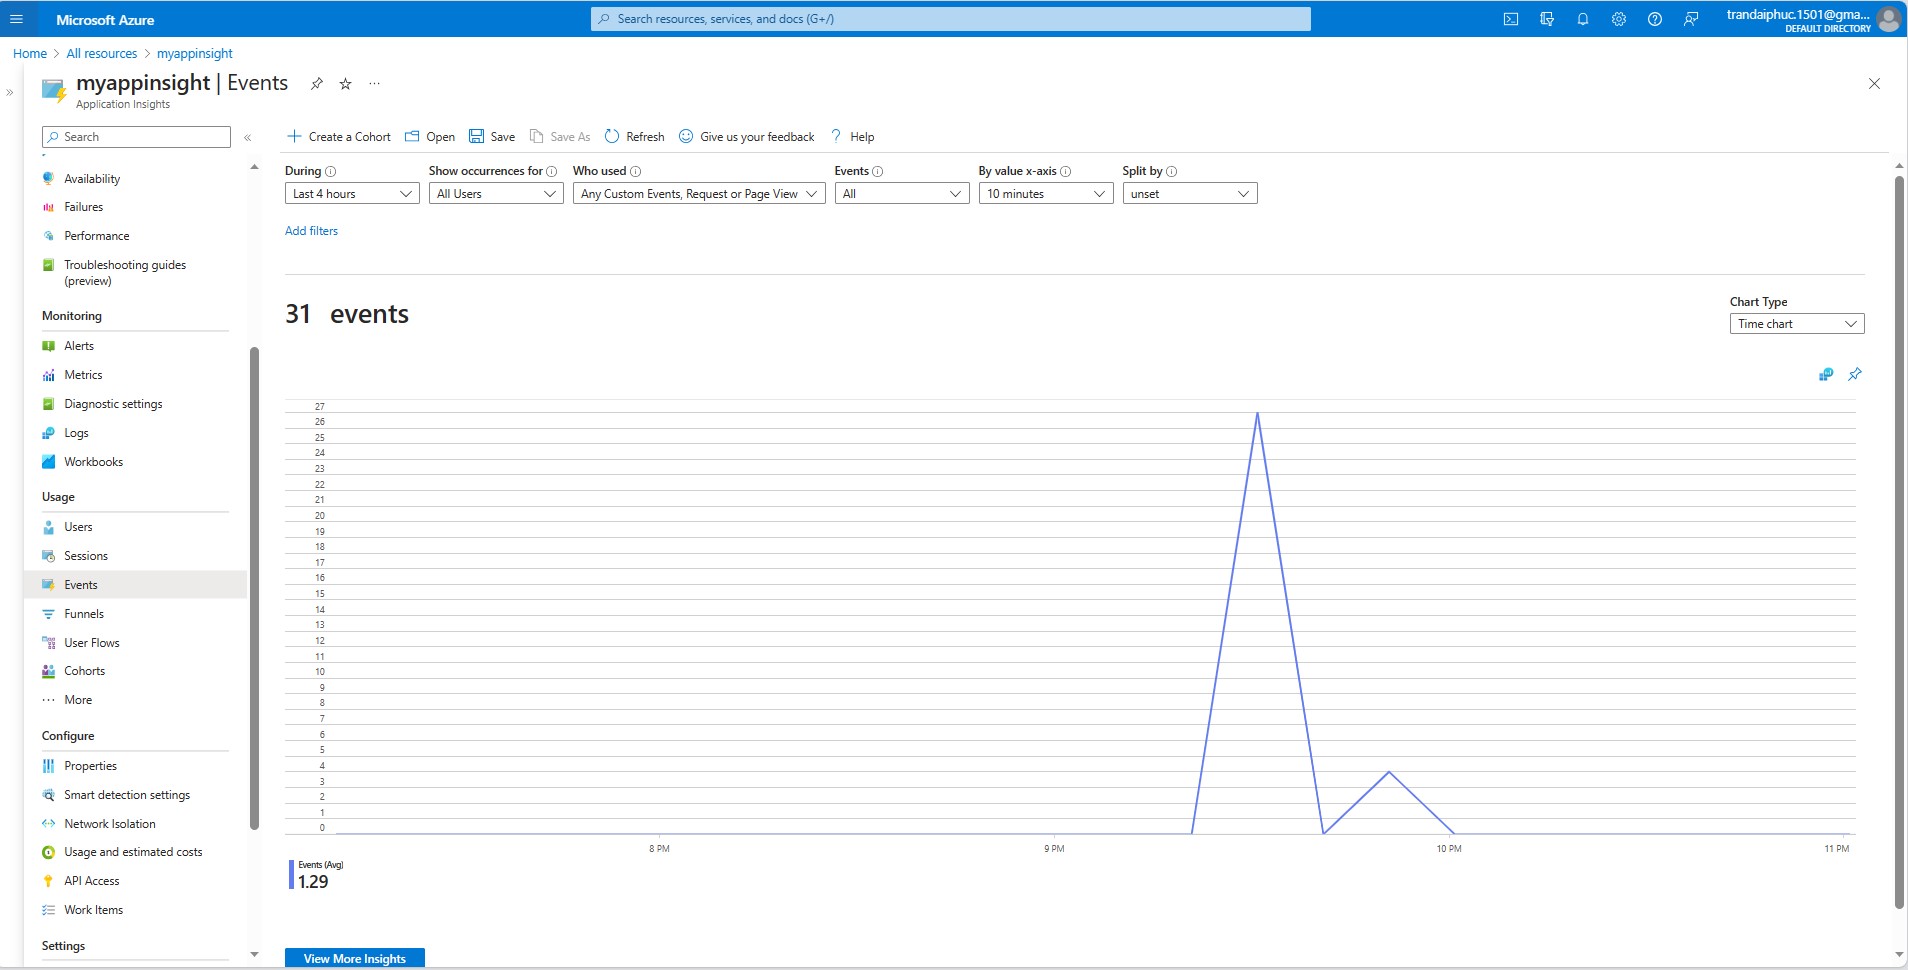 Microsoft Azure
Search resources, services, and docs (G+/)
trandaiphuc.1501@gma...
DEFAULT DIRECTORY
Home > All resources > myappinsight
myappinsight | Events
Application Insights
Search
Availability
Failures
Performance
Troubleshooting guides
(preview)
Monitoring
Alerts
Metrics
Diagnostic settings
Logs
Workbooks
Usage
Users
Sessions
Events
Funnels
User Flows
Cohorts
More
Configure
Properties
Smart detection settings
Network Isolation
Usage and estimated costs
API Access
Work Items
Settings
Create a Cohort Open Save Save As Refresh Give us your feedback Help
During Show occurrences for Who used Events By value x-axis Split by
Last 4 hours All Users Any Custom Events, Request or Page View All 10 minutes unset
Add filters
31 events
Chart Type
Time chart
27
26
25
24
23
22
21
20
19
18
17
16
15
14
13
12
11
10
9
8
7
6
5
4
3
2
1
0
8 PM 9 PM 10 PM 11 PM
Events (Avg)
1.29
View More Insights